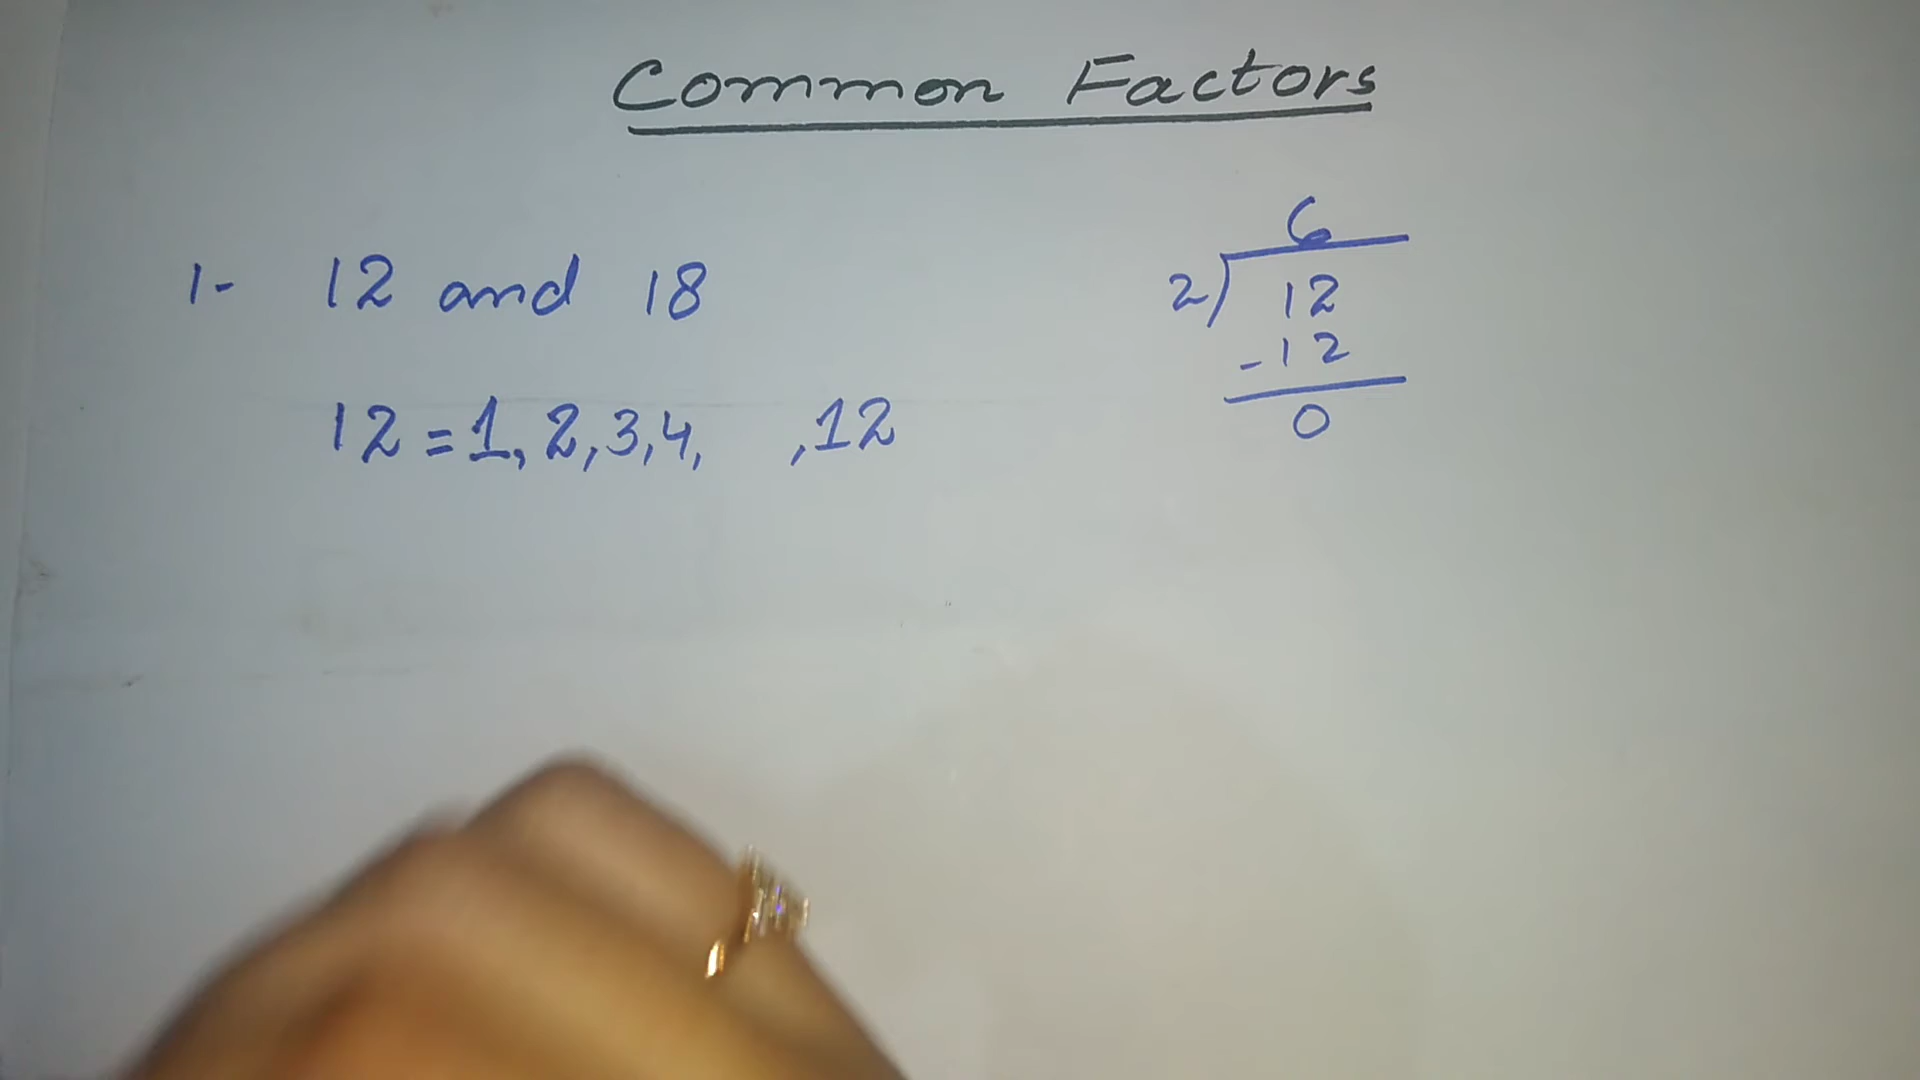 Common Factors
1- 12 and 18
12 = 1, 2, 3, 4, , 12
6
2) 12
- 12
0